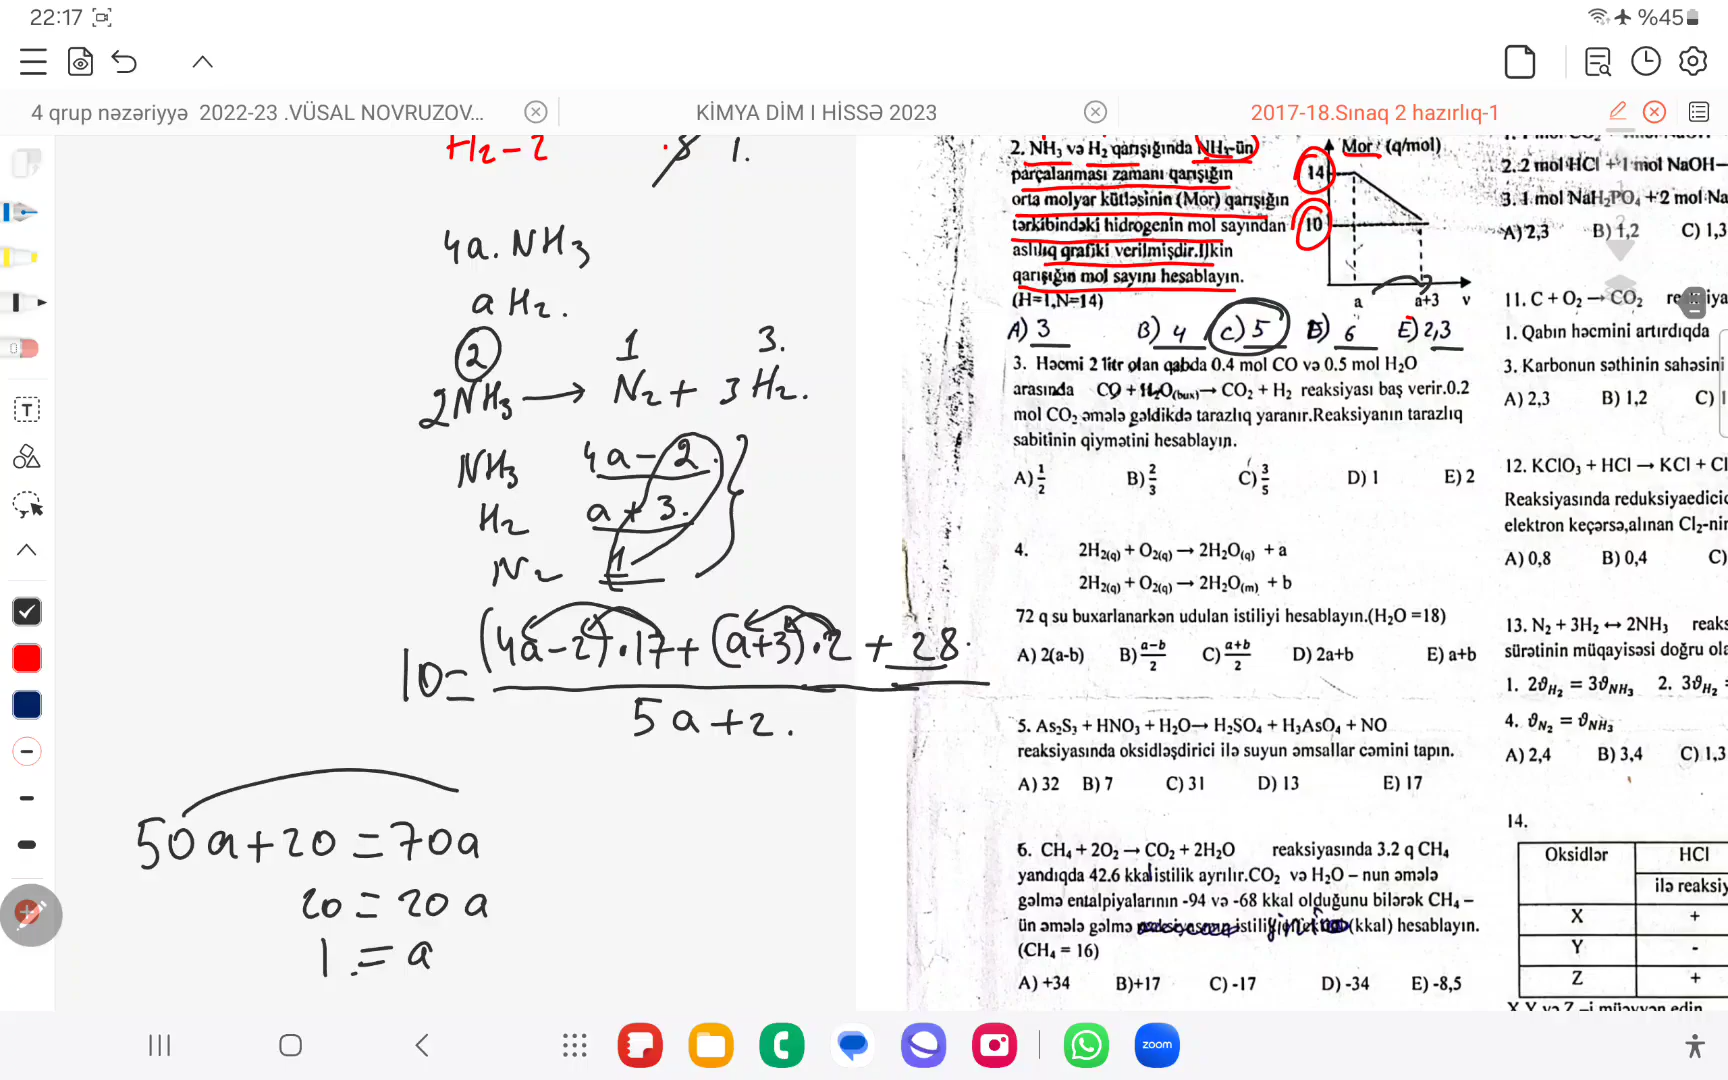 22:17
%45
4 qrup nəzəriyyə 2022-23 .VÜSAL NOVRUZOV...
KİMYA DİM I HİSSƏ 2023
2017-18.Sınaq 2 hazırlıq-1
H₂-2
1.
4a. NH₃
a H₂.
2 1 3.
2NH₃ → N₂ + 3H₂.
NH₃ 4a-2.
H₂ a+3.
N₂ 1
10= (4a-2)·17+(a+3)·2+28.
5a+2.
50a+20=70a
20=20a
1.=a
2. NH₃ və H₂ qarışığında NH₃-ün
parçalanması zamanı qarışığın
orta molyar kütləsinin (Mor) qarışığın
tərkibindəki hidrogenin mol sayından
aslılıq qrafiki verilmişdir.İlkin
qarışığın mol sayını hesablayın.
(H=1,N=14)
Mor (q/mol)
14
10
a a+3 v
A) 3 B) 4 C) 5 6 E) 2,3
3. Həcmi 2 litr olan qabda 0.4 mol CO və 0.5 mol H₂O
arasında CO + H₂O(bux)→ CO₂ + H₂ reaksiyası baş verir.0.2
mol CO₂ əmələ gəldikdə tarazlıq yaranır.Reaksiyanın tarazlıq
sabitinin qiymətini hesablayın.
A) 1/2 B) 2/3 C) 3/5 D) 1 E) 2
4. 2H₂(q) + O₂(q) → 2H₂O(q) + a
2H₂(q) + O₂(q) → 2H₂O(m) + b
72 q su buxarlanarkən udulan istiliyi hesablayın.(H₂O =18)
A) 2(a-b) B) a−b/2 C) a+b/2 D) 2a+b E) a+b
5. As₂S₃ + HNO₃ + H₂O→ H₂SO₄ + H₃AsO₄ + NO
reaksiyasında oksidləşdirici ilə suyun əmsallar cəmini tapın.
A) 32 B) 7 C) 31 D) 13 E) 17
6. CH₄ + 2O₂ → CO₂ + 2H₂O reaksiyasında 3.2 q CH₄
yandıqda 42.6 kkal istilik ayrılır.CO₂ və H₂O – nun əmələ
gəlmə entalpiyalarının -94 və -68 kkal olduğunu bilərək CH₄ –
ün əmələ gəlmə (kkal) hesablayın.
(CH₄ = 16)
A) +34 B)+17 C) -17 D) -34 E) -8,5
2.2 mol HCl + 1 mol NaOH–
3.1 mol NaH₂PO₄ + 2 mol Na
A) 2,3 B) 1,2 C) 1,3
11. C + O₂ → CO₂
1. Qabın həcmini artırdıqda
3. Karbonun səthinin sahəsini
A) 2,3 B) 1,2 C)
12. KClO₃ + HCl → KCl + Cl
Reaksiyasında reduksiyaedici
elektron keçərsə,alınan Cl₂-nin
A) 0,8 B) 0,4 C)
13. N₂ + 3H₂ ↔ 2NH₃ reaks
sürətinin müqayisəsi doğru ola
1. 2ϑH₂ = 3ϑNH₃ 2. 3ϑH₂ =
4. ϑN₂ = ϑNH₃
A) 2,4 B) 3,4 C) 1,3
14.
Oksidlər HCl
ilə reaksiy
X +
Y -
Z +
zoom